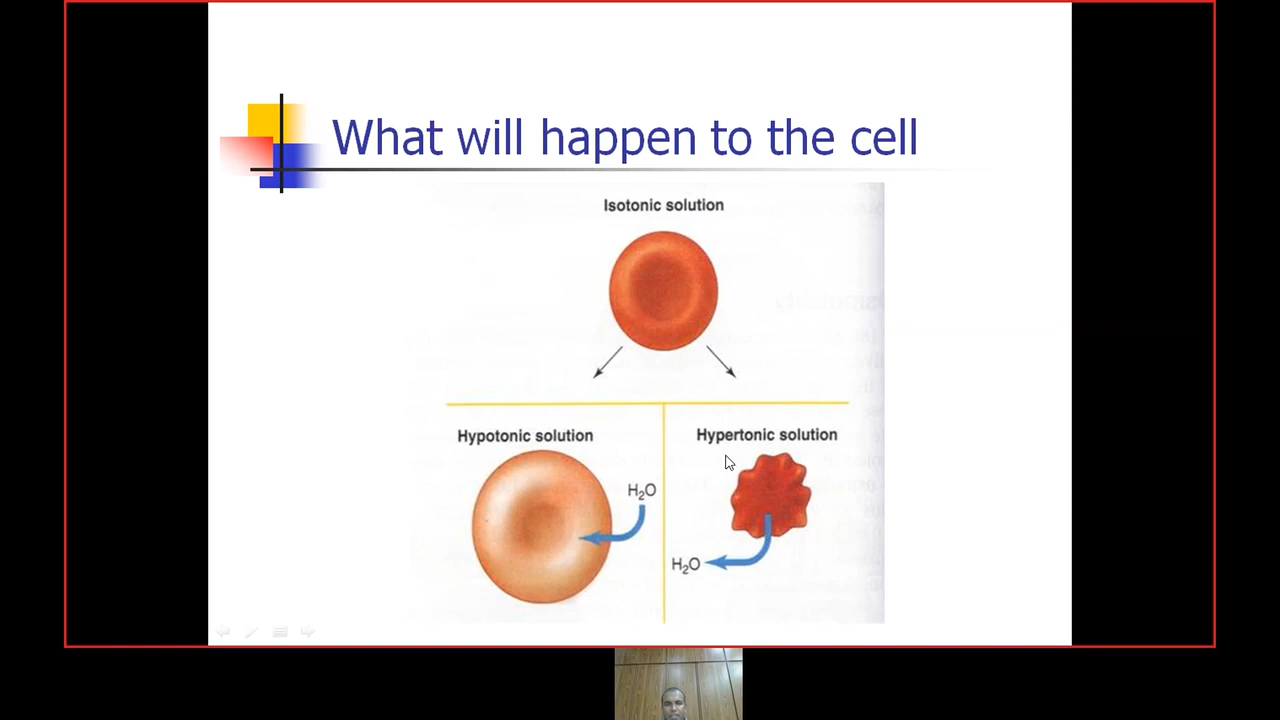 What will happen to the cell
Isotonic solution
Hypotonic solution
Hypertonic solution
H₂O
H₂O